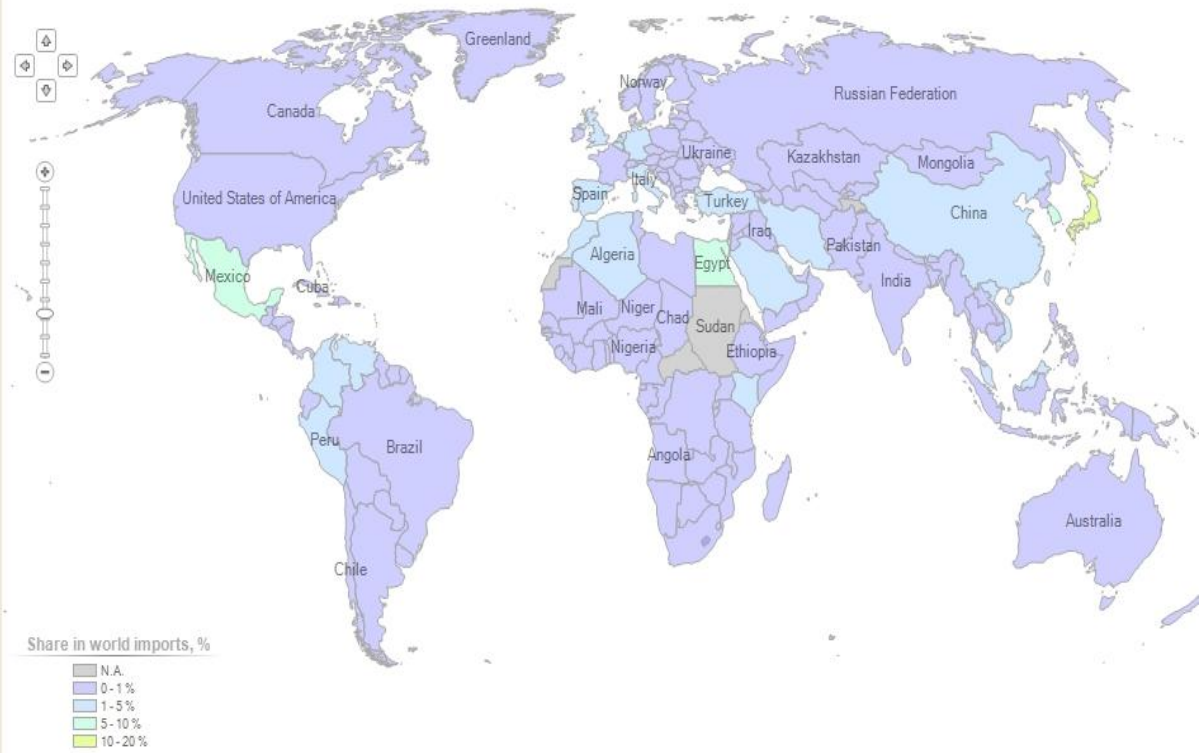 Greenland
Norway
Russian Federation
Canada
Ukraine
Kazakhstan
Mongolia
Italy
United States of America
Spain
Turkey
China
Iraq
Pakistan
Algeria
Egypt
India
Mexico
Cuba
Mali
Niger
Chad
Sudan
Nigeria
Ethiopia
Peru
Brazil
Angola
Australia
Chile
Share in world imports, %
N.A.
0 - 1 %
1 - 5 %
5 - 10 %
10 - 20 %